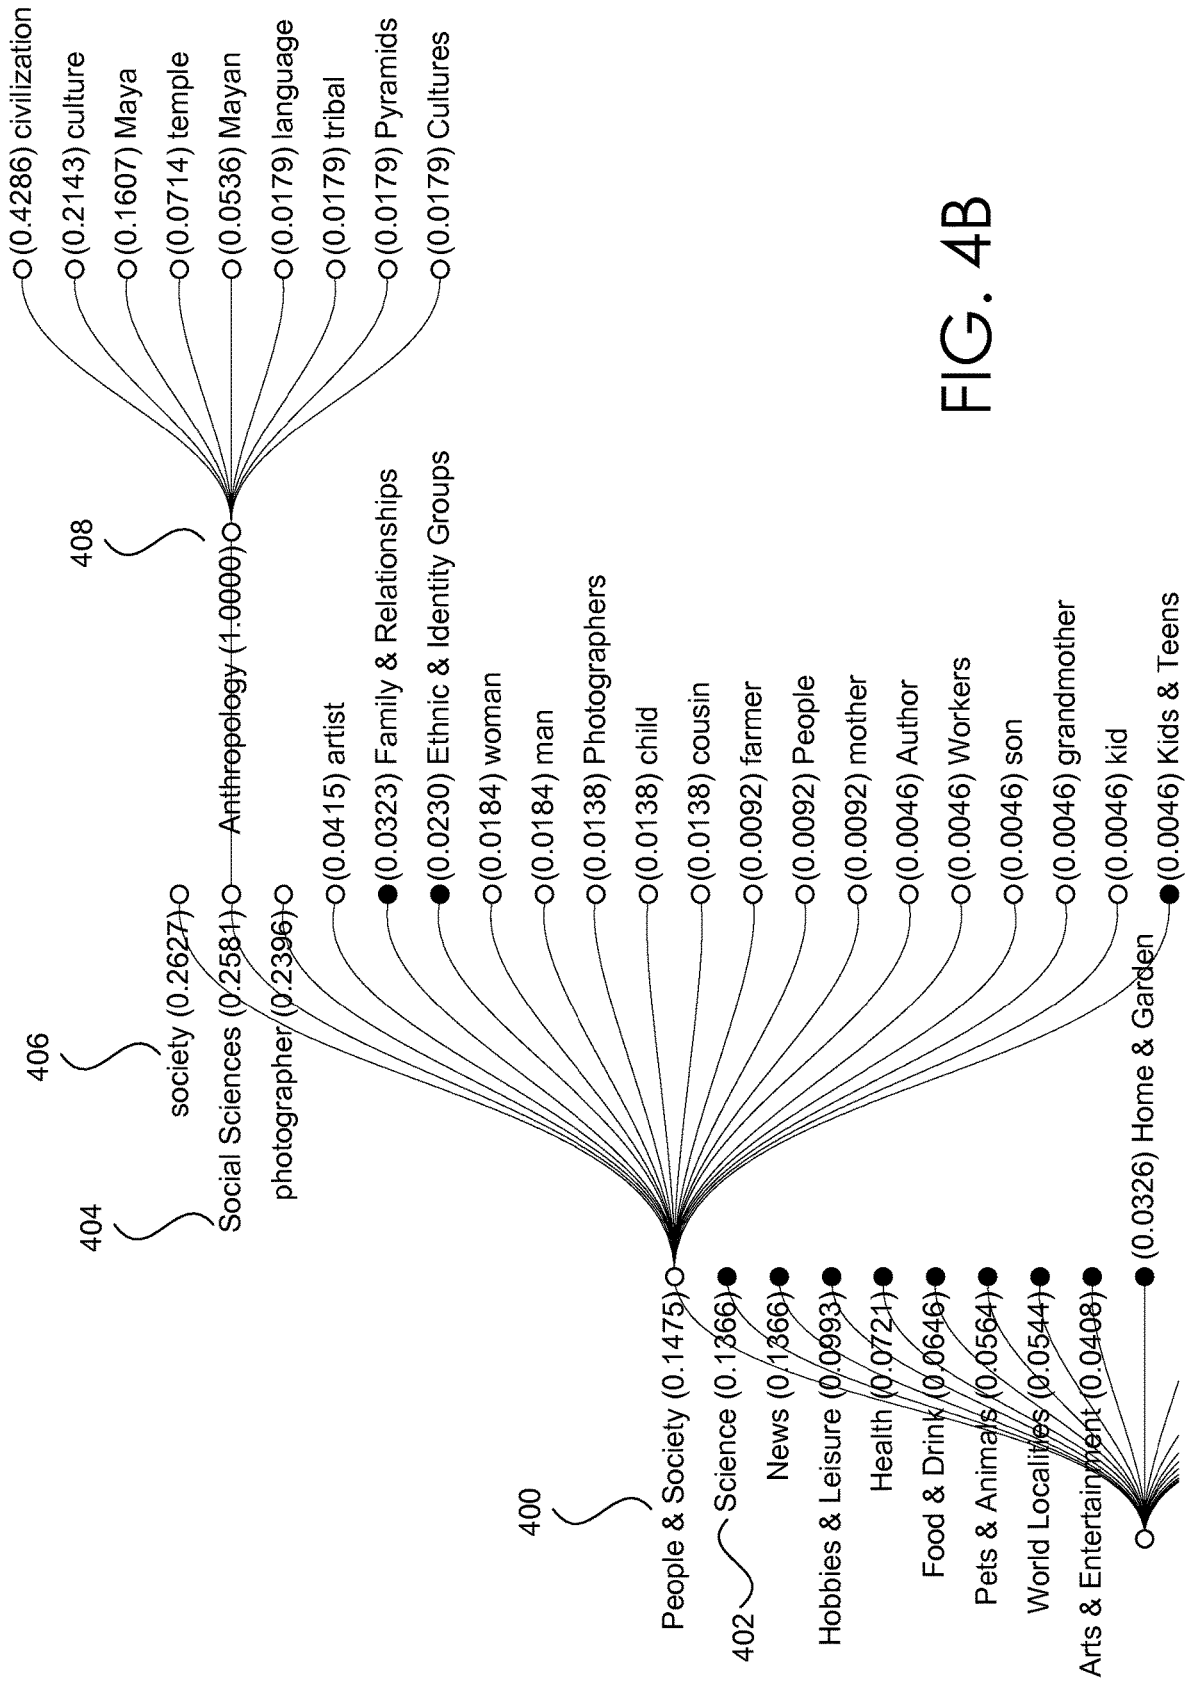 408
(0.4286) civilization
(0.2143) culture
(0.1607) Maya
(0.0714) temple
(0.0536) Mayan
(0.0179) language
(0.0179) tribal
(0.0179) Pyramids
(0.0179) Cultures
Anthropology (1.0000)
404
406
society (0.2627)
Social Sciences (0.2581)
photographer (0.2396)
(0.0415) artist
(0.0323) Family & Relationships
(0.0230) Ethnic & Identity Groups
(0.0184) woman
(0.0184) man
(0.0138) Photographers
(0.0138) child
(0.0138) cousin
(0.0092) farmer
(0.0092) People
(0.0092) mother
(0.0046) Author
(0.0046) Workers
(0.0046) son
(0.0046) grandmother
(0.0046) kid
(0.0046) Kids & Teens
400
People & Society (0.1475)
402
Science (0.1366)
News (0.1366)
Hobbies & Leisure (0.0993)
Health (0.0721)
Food & Drink (0.0646)
Pets & Animals (0.0564)
World Localities (0.0544)
Arts & Entertainment (0.0408)
(0.0326) Home & Garden
FIG. 4B